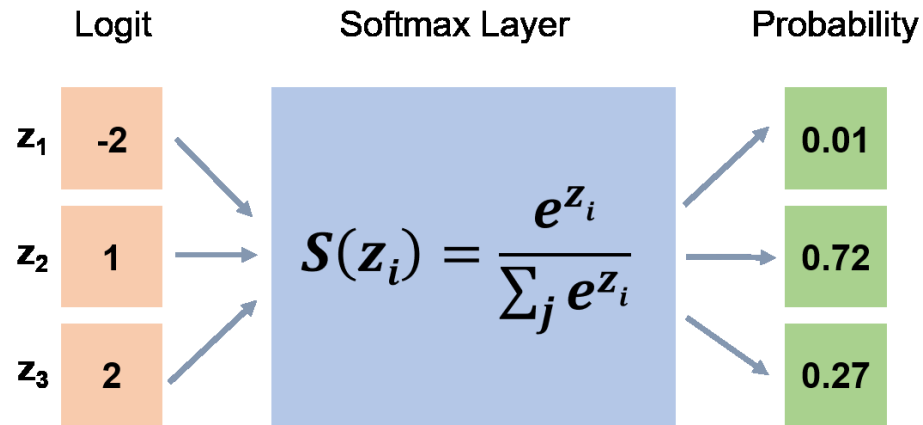 Logit Softmax Layer Probability
z₁ -2 0.01
z₂ 1 S(zᵢ) = e^{zᵢ} / ∑ⱼ e^{zᵢ} 0.72
z₃ 2 0.27